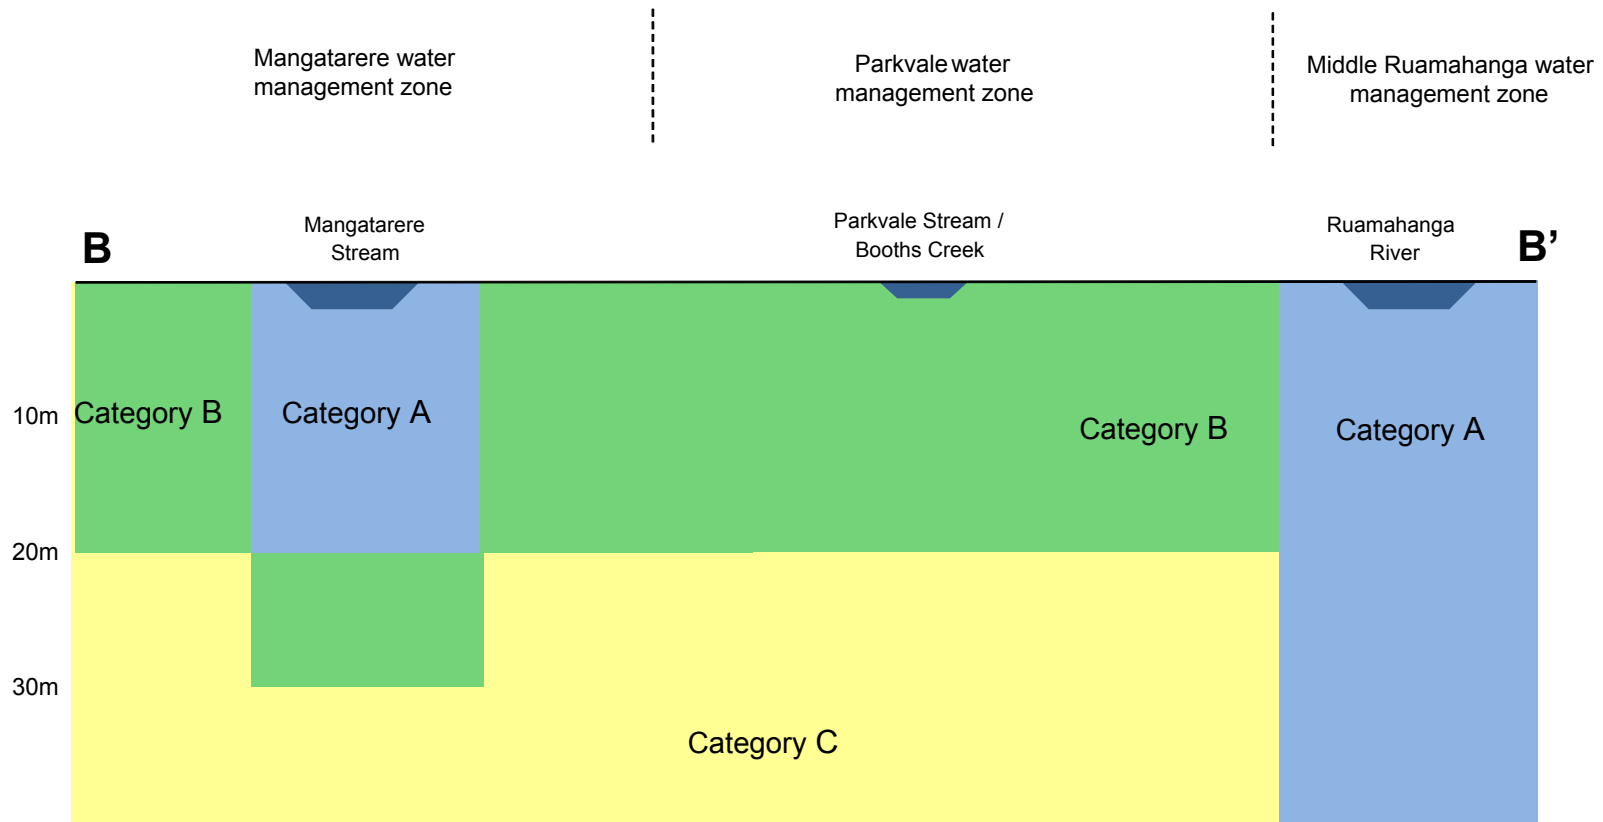 Mangatarere water
management zone
Parkvale water
management zone
Middle Ruamahanga water
management zone
B
Mangatarere
Stream
Parkvale Stream /
Booths Creek
Ruamahanga
River
B’
10m
Category B
Category A
Category B
Category A
20m
30m
Category C